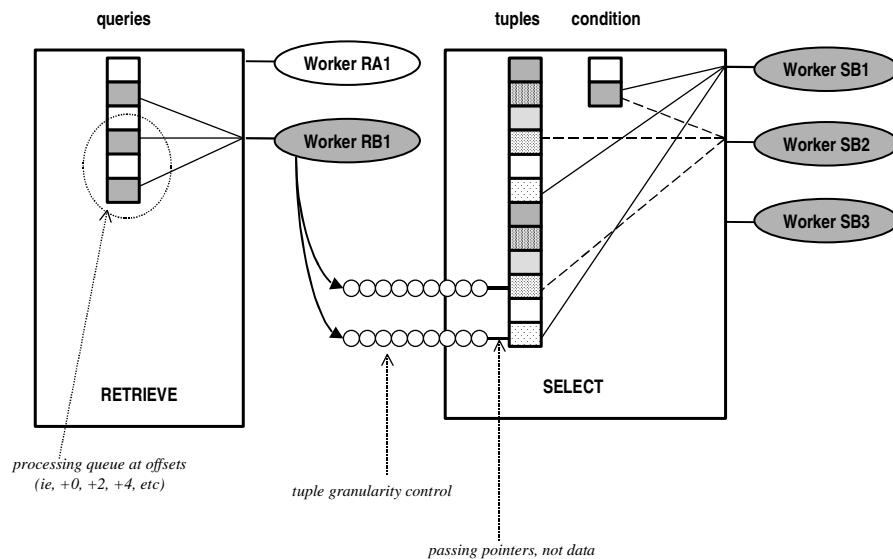 queries
tuples
condition
Worker RA1
Worker RB1
Worker SB1
Worker SB2
Worker SB3
RETRIEVE
SELECT
processing queue at offsets
(ie, +0, +2, +4, etc)
tuple granularity control
passing pointers, not data